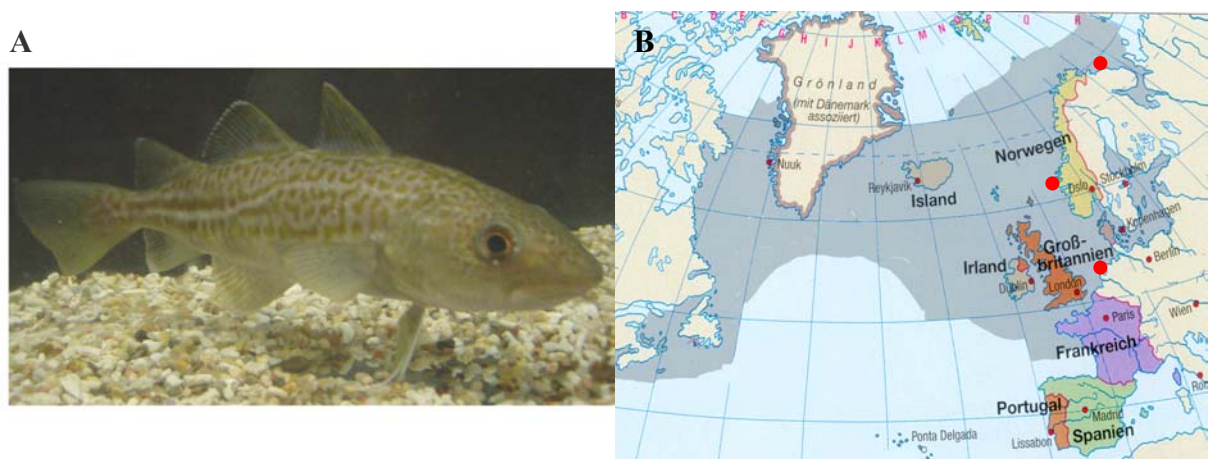 A
B
B C D E F G H I J K L M N O P Q R
Grönland
(mit Dänemark
assoziiert)
Nuuk
Reykjavik
Island
Norwegen
Oslo
Stockholm
Kopenhagen
Groß-
britannien
Irland
Dublin
London
Berlin
Paris
Wien
Frankreich
Portugal
Madrid
Lissabon
Spanien
Ponta Delgada